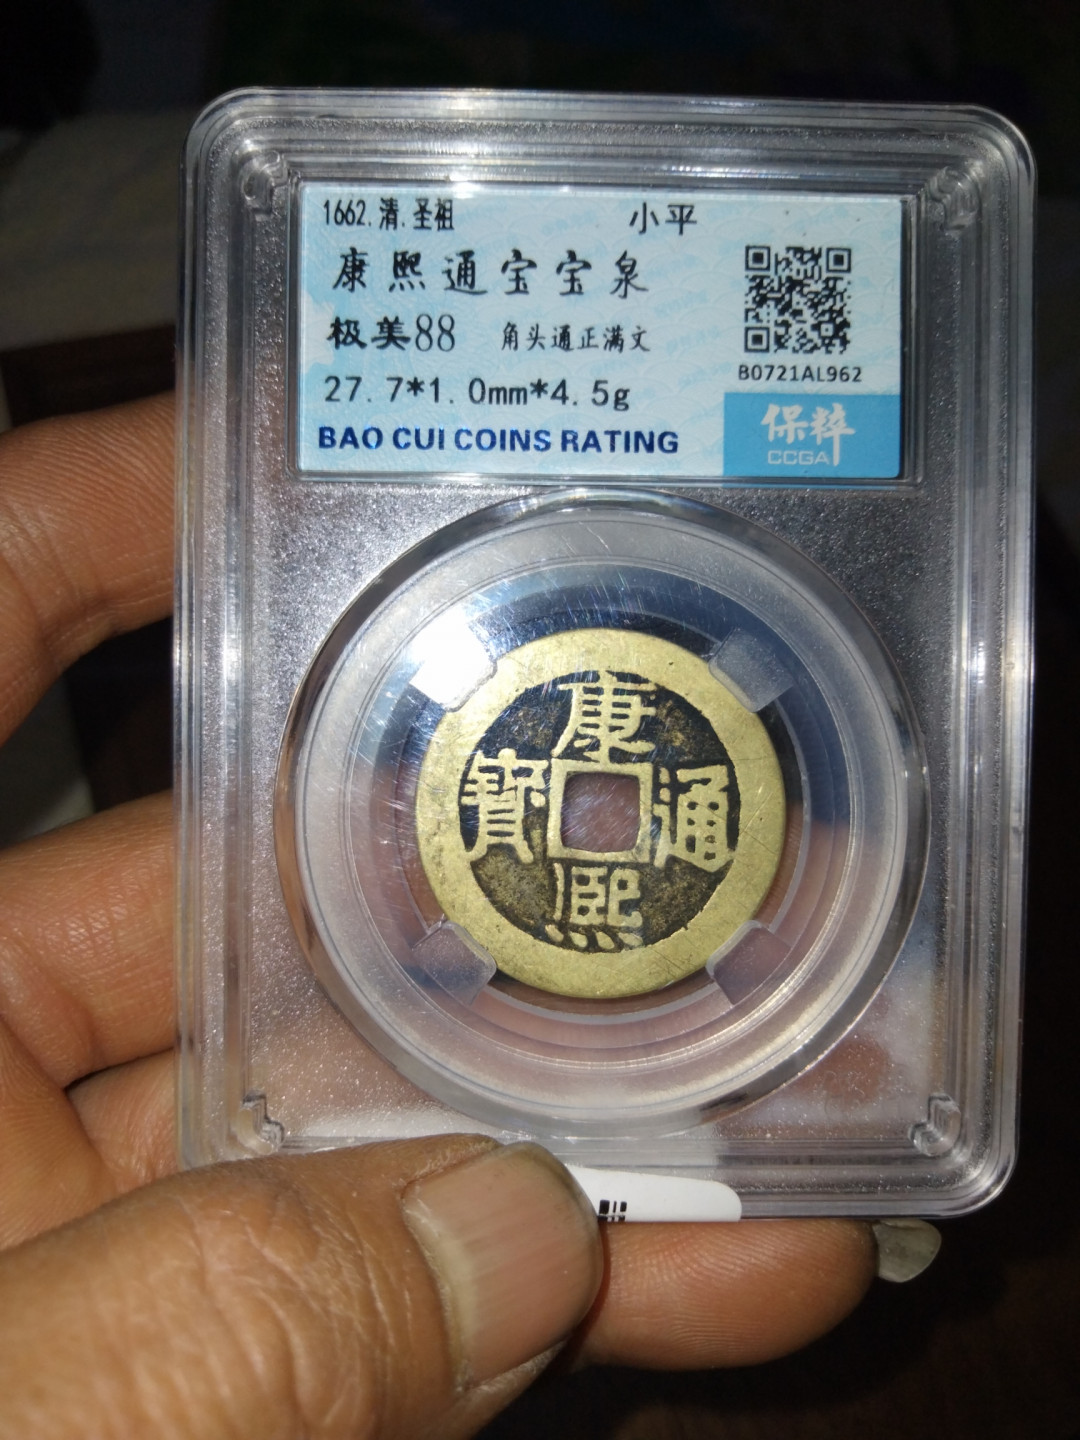 1662.清.圣祖 小平
康熙通宝宝泉
极美88 角头通正满文
27.7*1.0mm*4.5g
B0721AL962
BAO CUI COINS RATING
保粹
CCGA
康
寶 通
熙